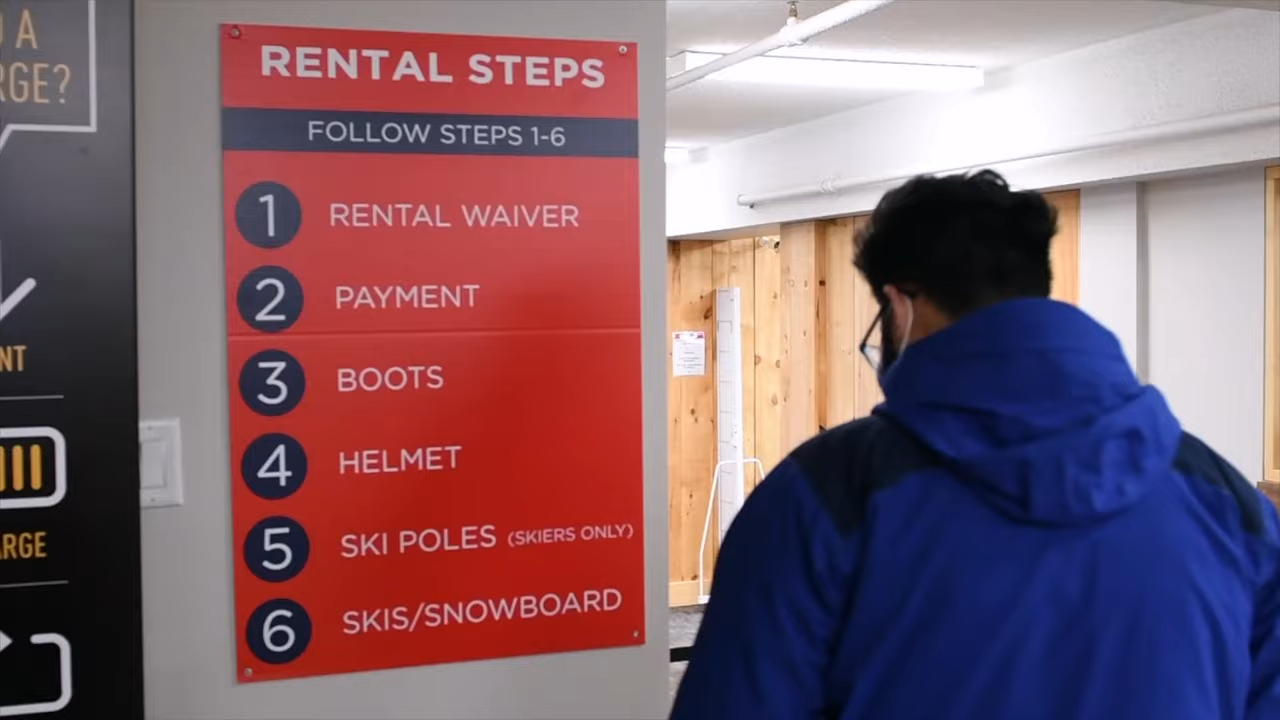 A
RGE?
NT
ARGE
RENTAL STEPS
FOLLOW STEPS 1-6
1 RENTAL WAIVER
2 PAYMENT
3 BOOTS
4 HELMET
5 SKI POLES (SKIERS ONLY)
6 SKIS/SNOWBOARD